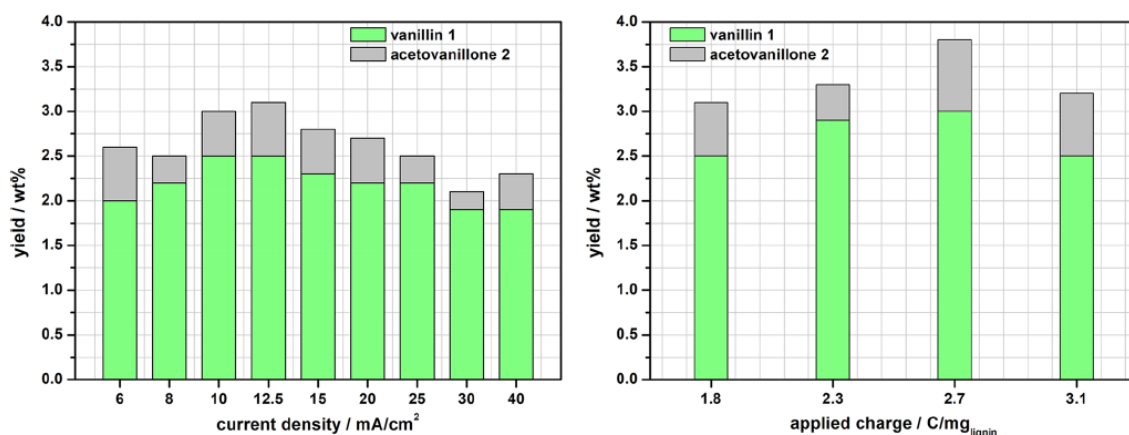 4.0
3.5
3.0
2.5
2.0
1.5
1.0
0.5
0.0
yield / wt%
vanillin 1
acetovanillone 2
6 8 10 12.5 15 20 25 30 40
current density / mA/cm²
4.0
3.5
3.0
2.5
2.0
1.5
1.0
0.5
0.0
yield / wt%
vanillin 1
acetovanillone 2
1.8 2.3 2.7 3.1
applied charge / C/mg_lignin